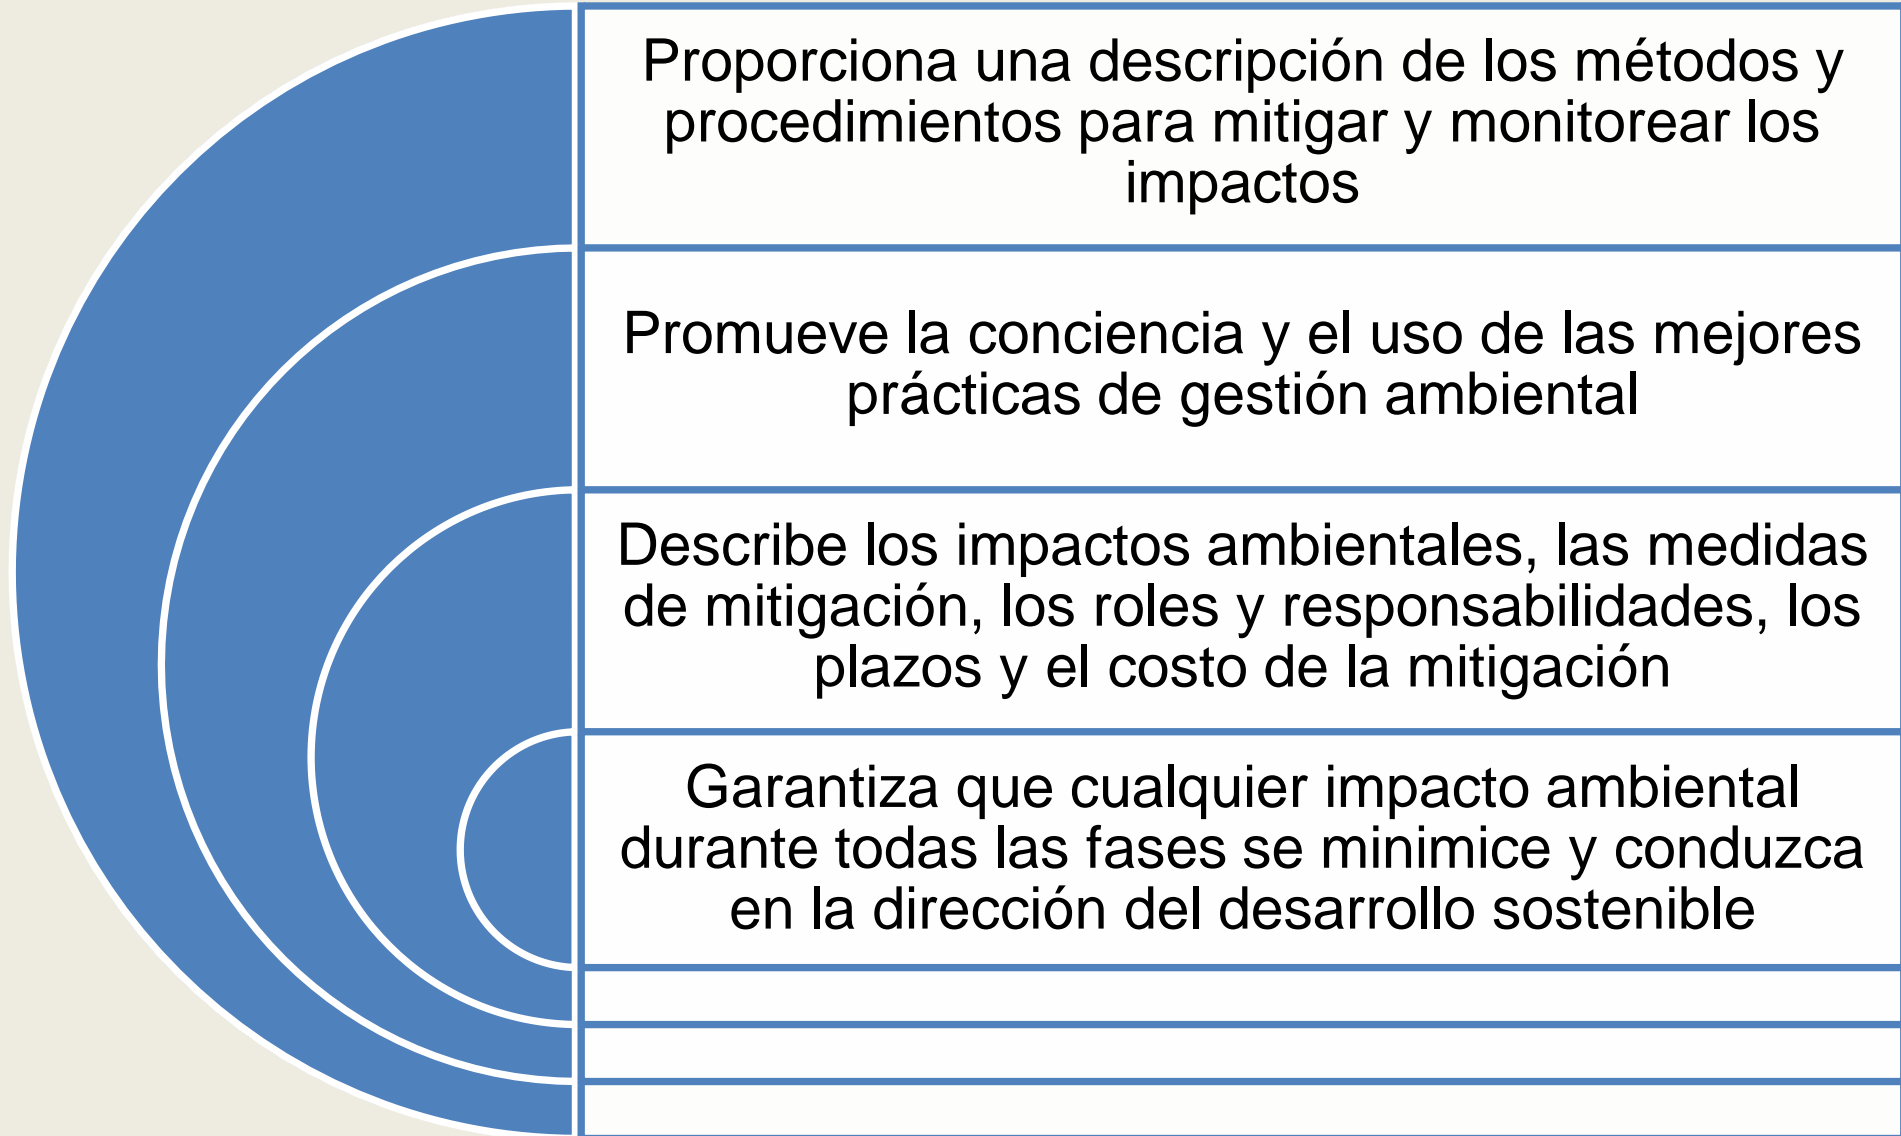 Proporciona una descripción de los métodos y
procedimientos para mitigar y monitorear los
impactos
Promueve la conciencia y el uso de las mejores
prácticas de gestión ambiental
Describe los impactos ambientales, las medidas
de mitigación, los roles y responsabilidades, los
plazos y el costo de la mitigación
Garantiza que cualquier impacto ambiental
durante todas las fases se minimice y conduzca
en la dirección del desarrollo sostenible